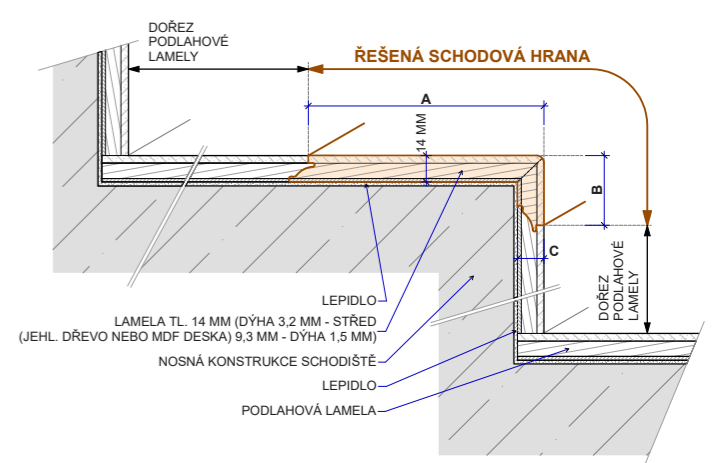 DOŘEZ
PODLAHOVÉ
LAMELY
ŘEŠENÁ SCHODOVÁ HRANA
A
14 MM
B
C
DOŘEZ
PODLAHOVÉ
LAMELY
LEPIDLO
LAMELA TL. 14 MM (DÝHA 3,2 MM - STŘED
(JEHL. DŘEVO NEBO MDF DESKA) 9,3 MM - DÝHA 1,5 MM)
NOSNÁ KONSTRUKCE SCHODIŠTĚ
LEPIDLO
PODLAHOVÁ LAMELA